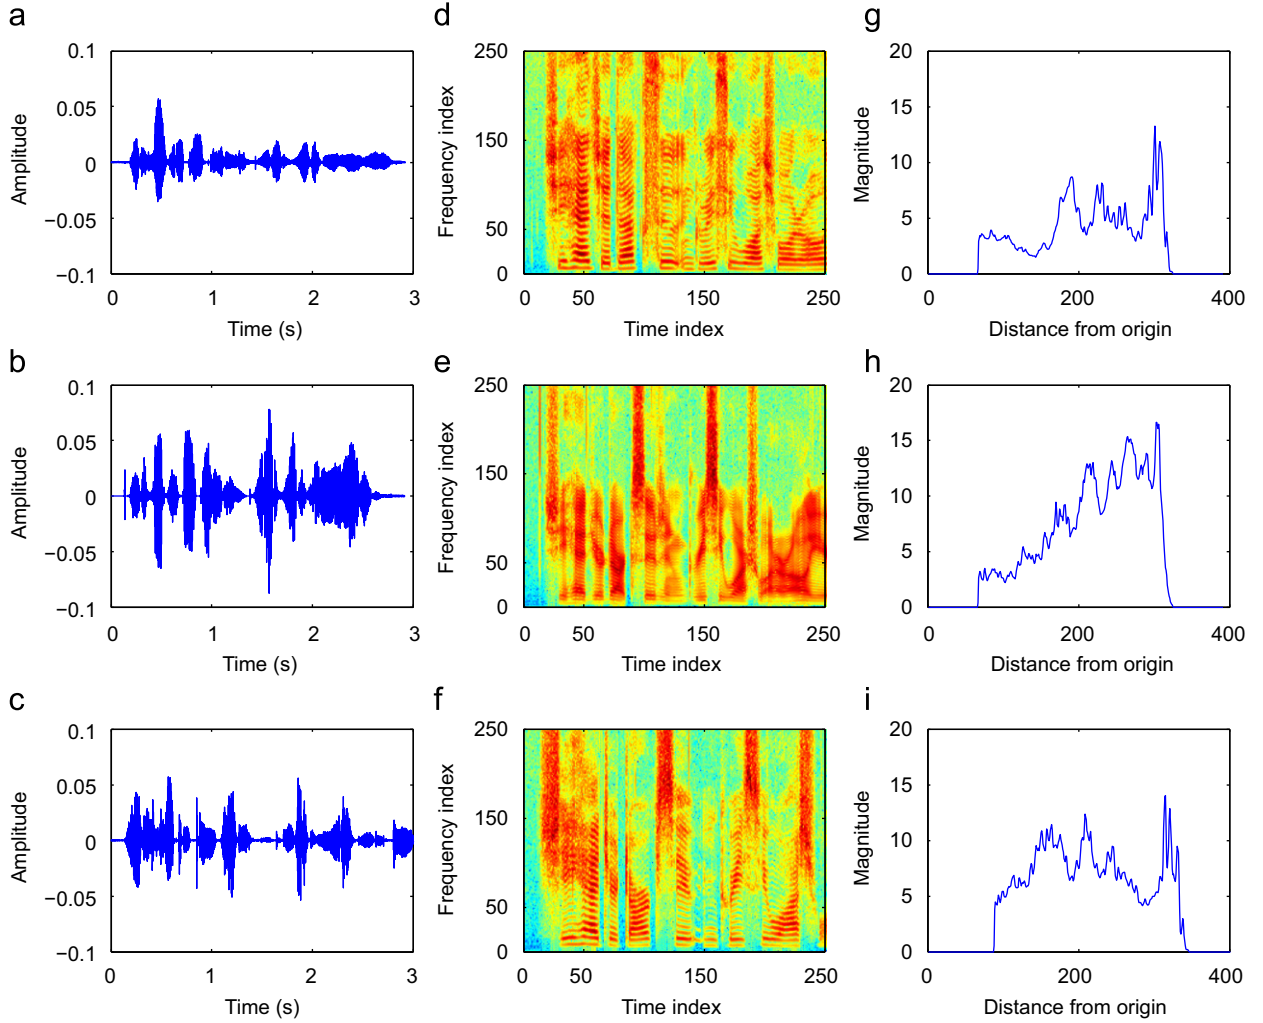 a d g
0.1 250 20
0.05 150 15
0 50 10
−0.05 0 5
−0.1 0
0 1 2 3 50 150 250 0 200 400
Amplitude Frequency index Magnitude
Time (s) Time index Distance from origin
b e h
0.1 250 20
0.05 150 15
0 50 10
−0.05 0 5
−0.1 0
0 1 2 3 0 50 150 250 0 200 400
Amplitude Frequency index Magnitude
Time (s) Time index Distance from origin
c f i
0.1 250 20
0.05 150 15
0 50 10
−0.05 0 5
−0.1 0
0 1 2 3 0 50 150 250 0 200 400
Amplitude Frequency index Magnitude
Time (s) Time index Distance from origin